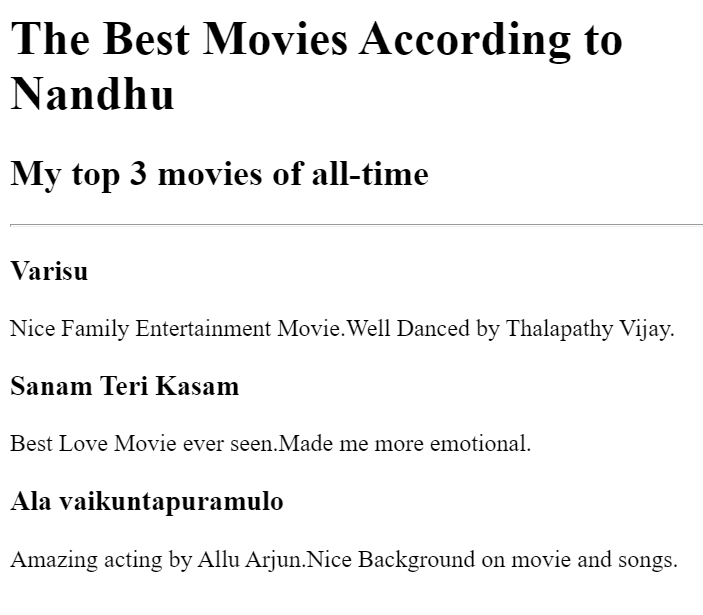 The Best Movies According to
Nandhu
My top 3 movies of all-time
Varisu
Nice Family Entertainment Movie.Well Danced by Thalapathy Vijay.
Sanam Teri Kasam
Best Love Movie ever seen.Made me more emotional.
Ala vaikuntapuramulo
Amazing acting by Allu Arjun.Nice Background on movie and songs.